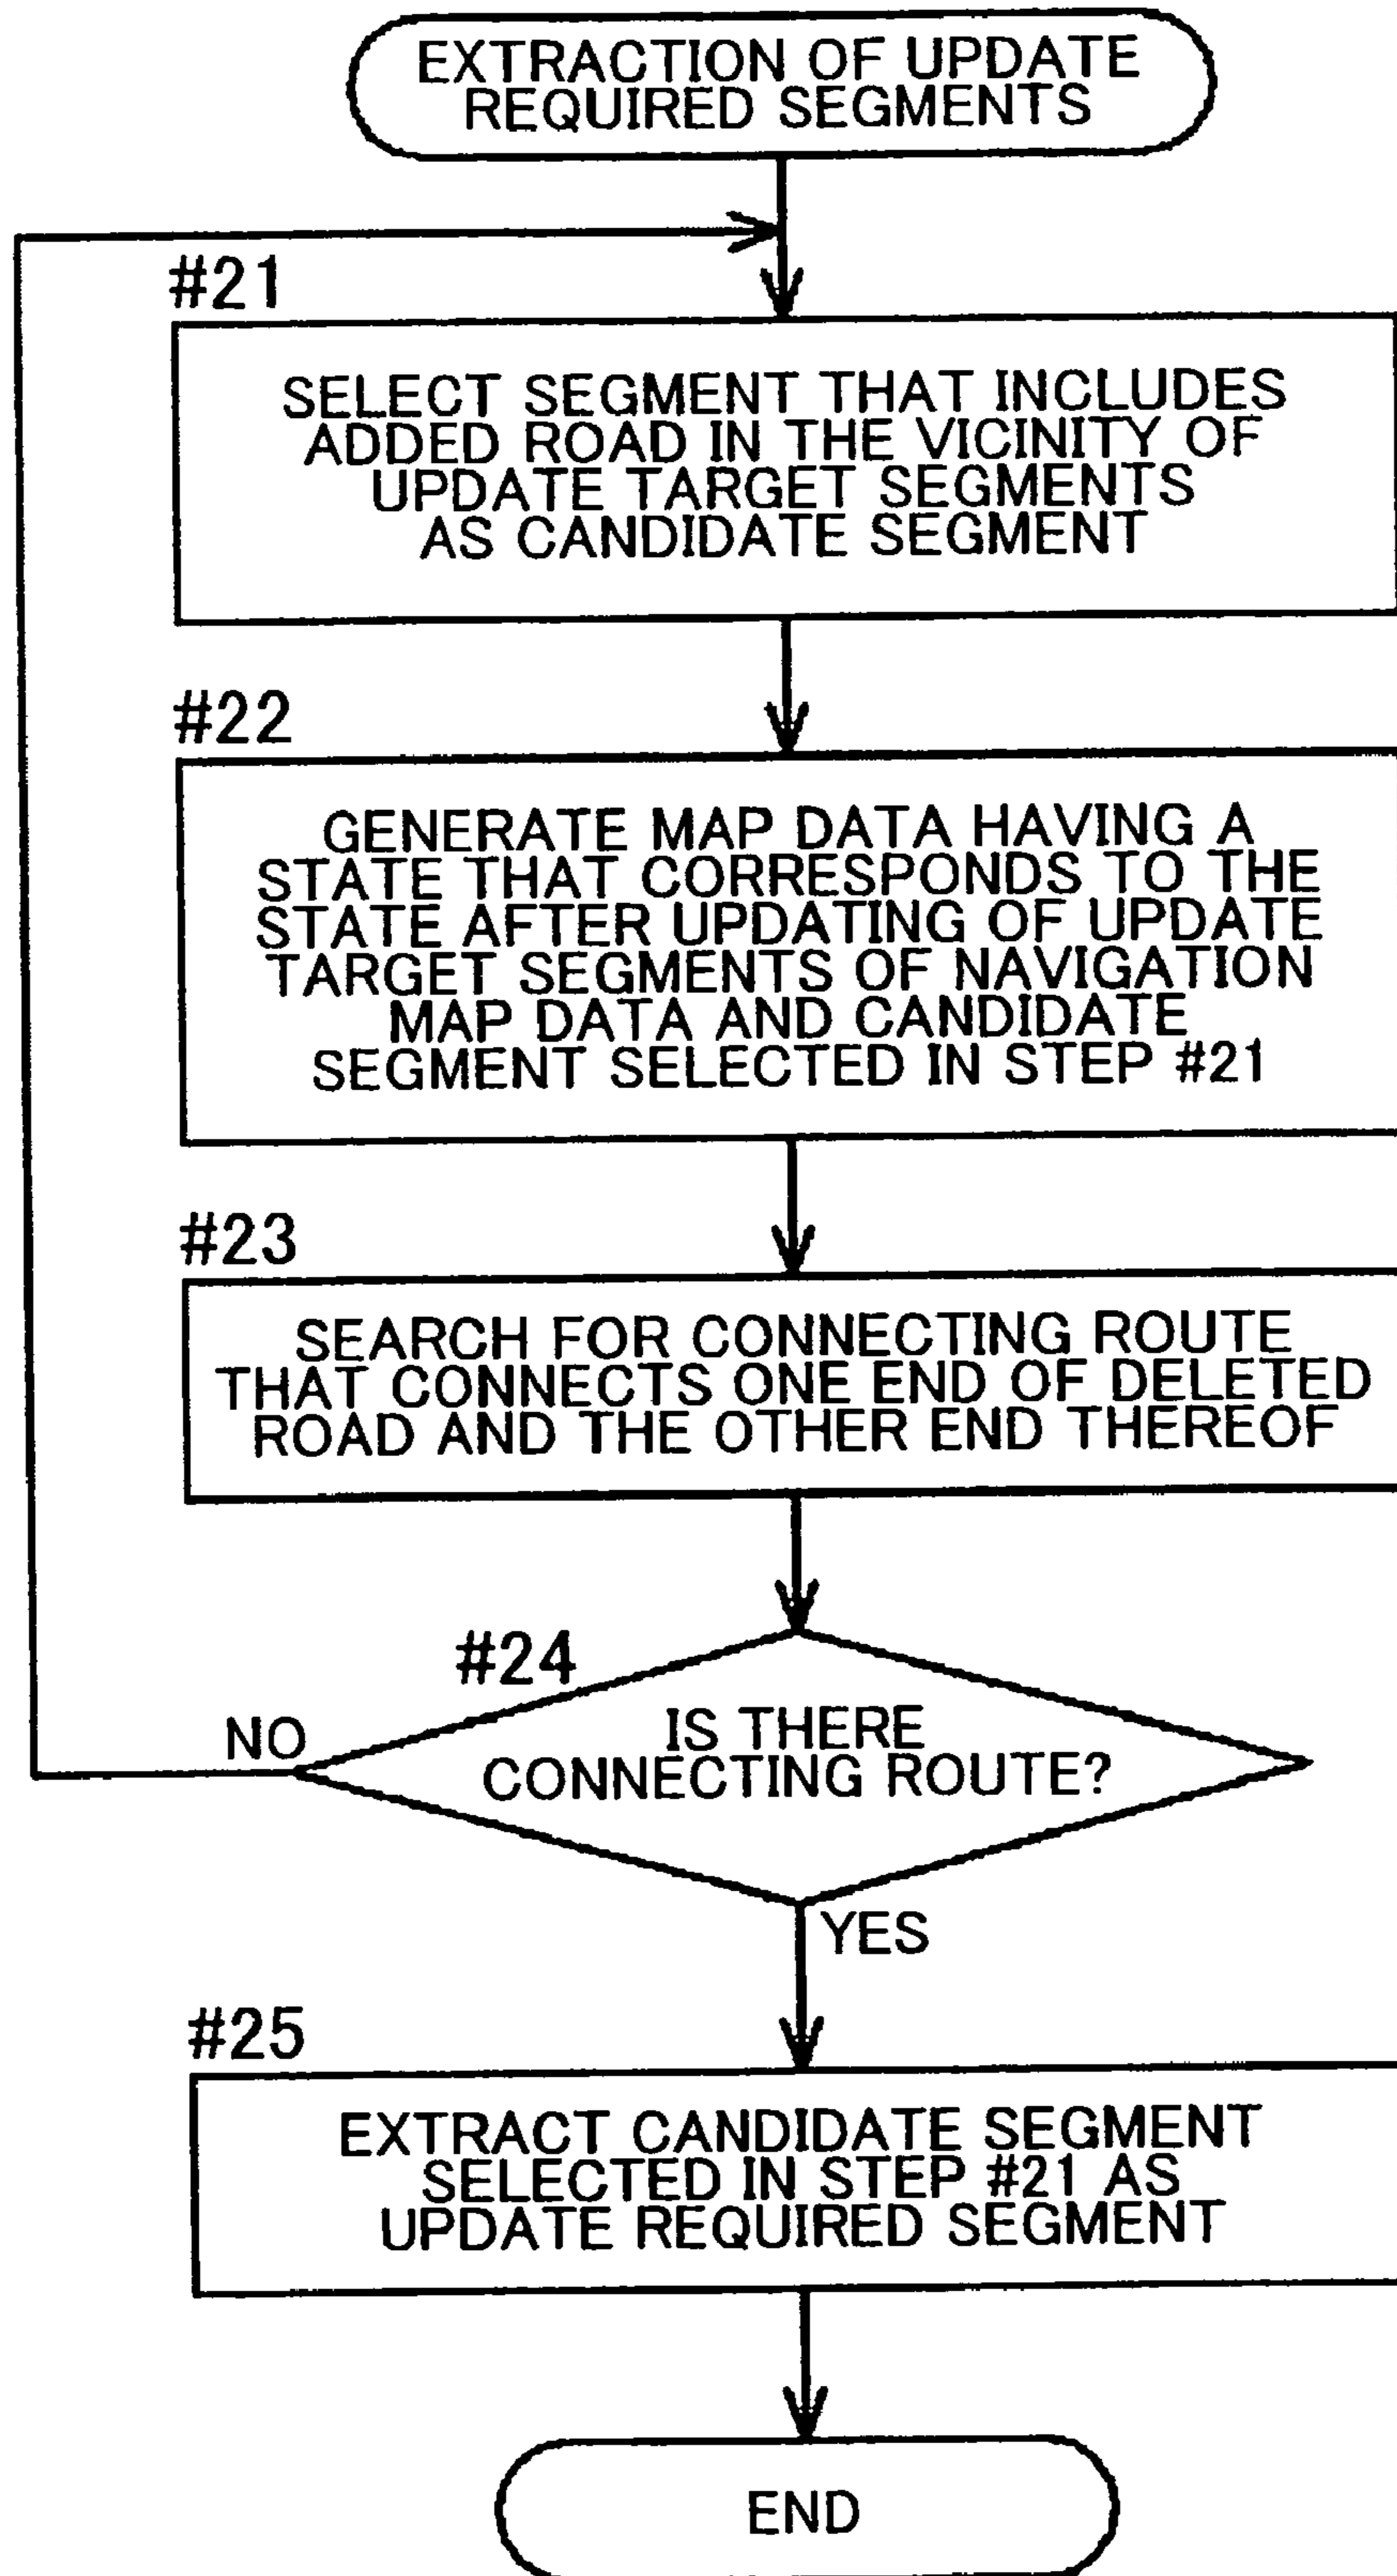 EXTRACTION OF UPDATE
REQUIRED SEGMENTS
#21
SELECT SEGMENT THAT INCLUDES
ADDED ROAD IN THE VICINITY OF
UPDATE TARGET SEGMENTS
AS CANDIDATE SEGMENT
#22
GENERATE MAP DATA HAVING A
STATE THAT CORRESPONDS TO THE
STATE AFTER UPDATING OF UPDATE
TARGET SEGMENTS OF NAVIGATION
MAP DATA AND CANDIDATE
SEGMENT SELECTED IN STEP #21
#23
SEARCH FOR CONNECTING ROUTE
THAT CONNECTS ONE END OF DELETED
ROAD AND THE OTHER END THEREOF
#24
IS THERE
CONNECTING ROUTE?
NO
YES
#25
EXTRACT CANDIDATE SEGMENT
SELECTED IN STEP #21 AS
UPDATE REQUIRED SEGMENT
END